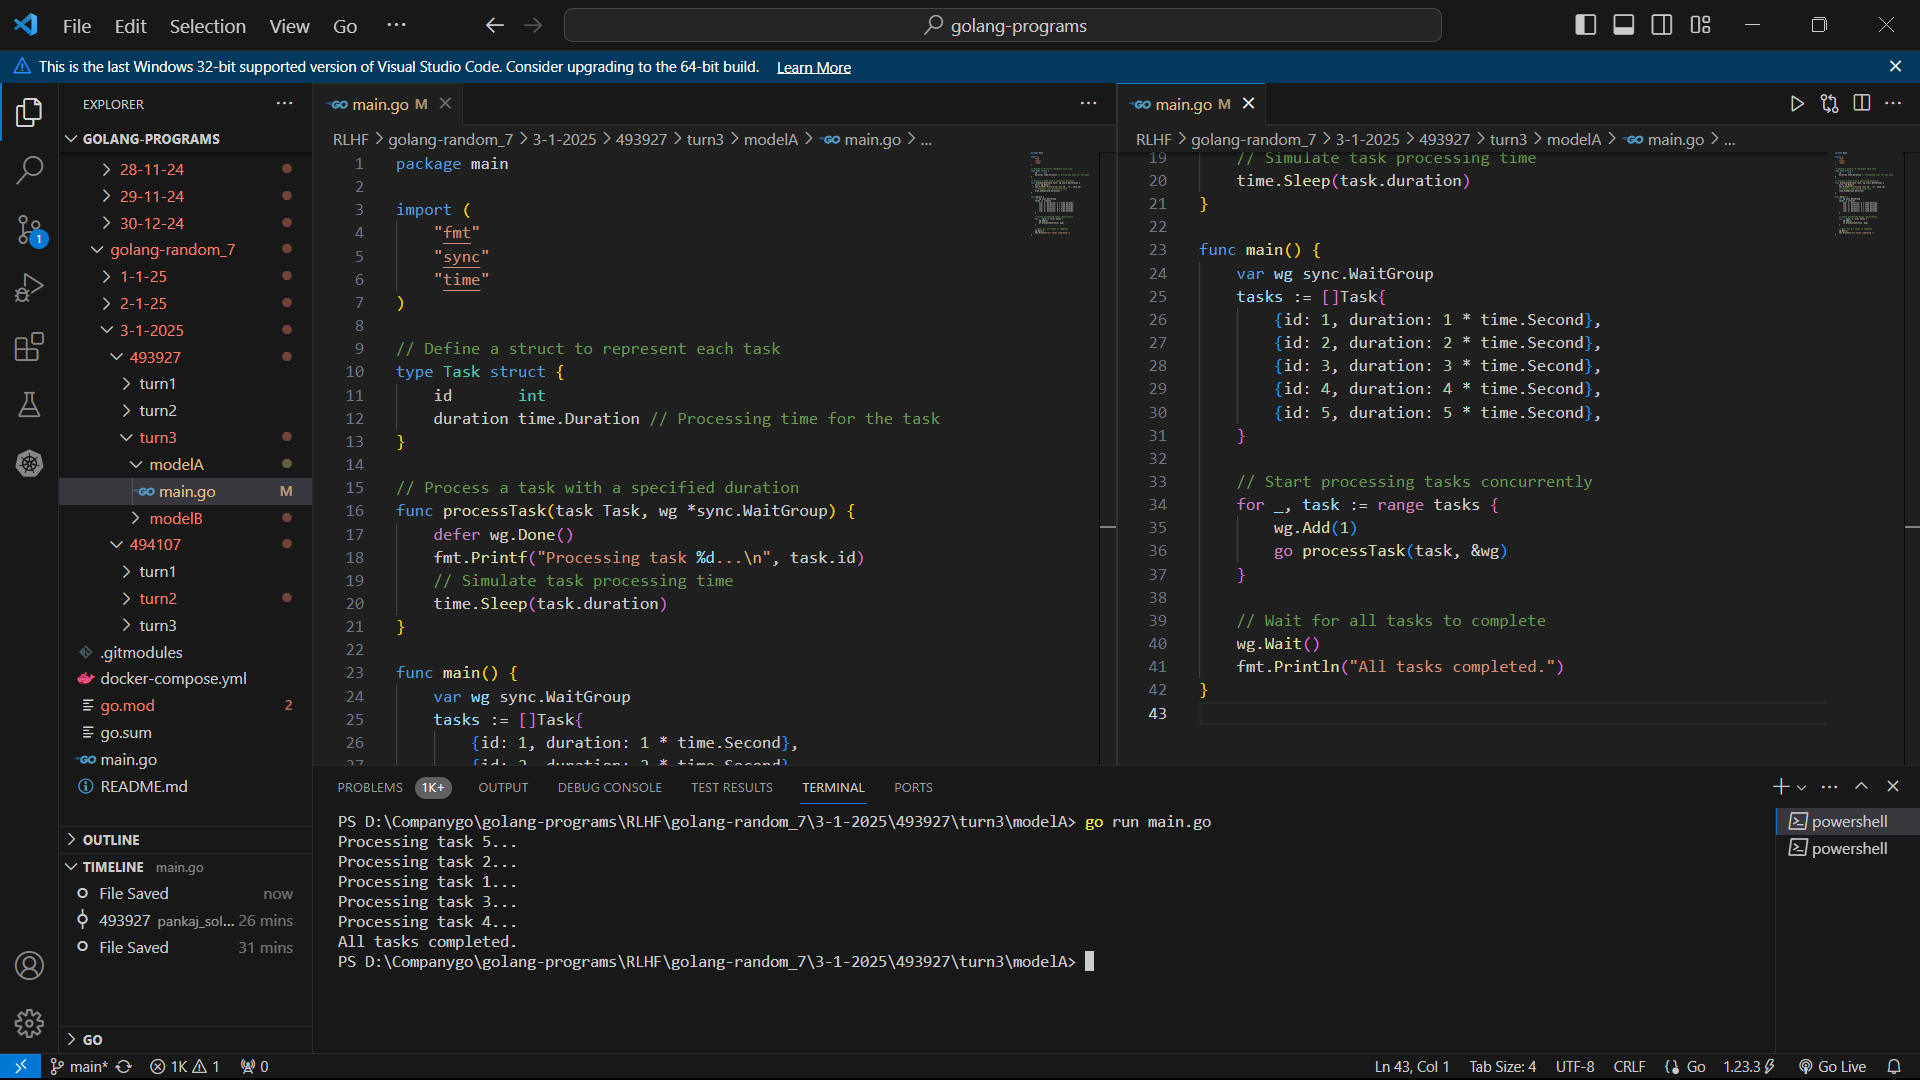 File Edit Selection View Go ···
golang-programs
This is the last Windows 32-bit supported version of Visual Studio Code. Consider upgrading to the 64-bit build. Learn More
EXPLORER
GOLANG-PROGRAMS
28-11-24
29-11-24
30-12-24
golang-random_7
1-1-25
2-1-25
3-1-2025
493927
turn1
turn2
turn3
modelA
main.go M
modelB
494107
turn1
turn2
turn3
.gitmodules
docker-compose.yml
go.mod 2
go.sum
main.go
README.md
OUTLINE
TIMELINE main.go
File Saved now
493927 pankaj_sol... 26 mins
File Saved 31 mins
GO
main.go M
RLHF > golang-random_7 > 3-1-2025 > 493927 > turn3 > modelA > main.go > ...
1 package main
2
3 import (
4 "fmt"
5 "sync"
6 "time"
7 )
8
9 // Define a struct to represent each task
10 type Task struct {
11 id int
12 duration time.Duration // Processing time for the task
13 }
14
15 // Process a task with a specified duration
16 func processTask(task Task, wg *sync.WaitGroup) {
17 defer wg.Done()
18 fmt.Printf("Processing task %d...\n", task.id)
19 // Simulate task processing time
20 time.Sleep(task.duration)
21 }
22
23 func main() {
24 var wg sync.WaitGroup
25 tasks := []Task{
26 {id: 1, duration: 1 * time.Second},
27 {id: 2, duration: 2 * time.Second},
main.go M
RLHF > golang-random_7 > 3-1-2025 > 493927 > turn3 > modelA > main.go > ...
19 // Simulate task processing time
20 time.Sleep(task.duration)
21 }
22
23 func main() {
24 var wg sync.WaitGroup
25 tasks := []Task{
26 {id: 1, duration: 1 * time.Second},
27 {id: 2, duration: 2 * time.Second},
28 {id: 3, duration: 3 * time.Second},
29 {id: 4, duration: 4 * time.Second},
30 {id: 5, duration: 5 * time.Second},
31 }
32
33 // Start processing tasks concurrently
34 for _, task := range tasks {
35 wg.Add(1)
36 go processTask(task, &wg)
37 }
38
39 // Wait for all tasks to complete
40 wg.Wait()
41 fmt.Println("All tasks completed.")
42 }
43
PROBLEMS 1K+ OUTPUT DEBUG CONSOLE TEST RESULTS TERMINAL PORTS
PS D:\Companygo\golang-programs\RLHF\golang-random_7\3-1-2025\493927\turn3\modelA> go run main.go
Processing task 5...
Processing task 2...
Processing task 1...
Processing task 3...
Processing task 4...
All tasks completed.
PS D:\Companygo\golang-programs\RLHF\golang-random_7\3-1-2025\493927\turn3\modelA>
powershell
powershell
1
main* 1K 1 0
Ln 43, Col 1 Tab Size: 4 UTF-8 CRLF Go 1.23.3 Go Live